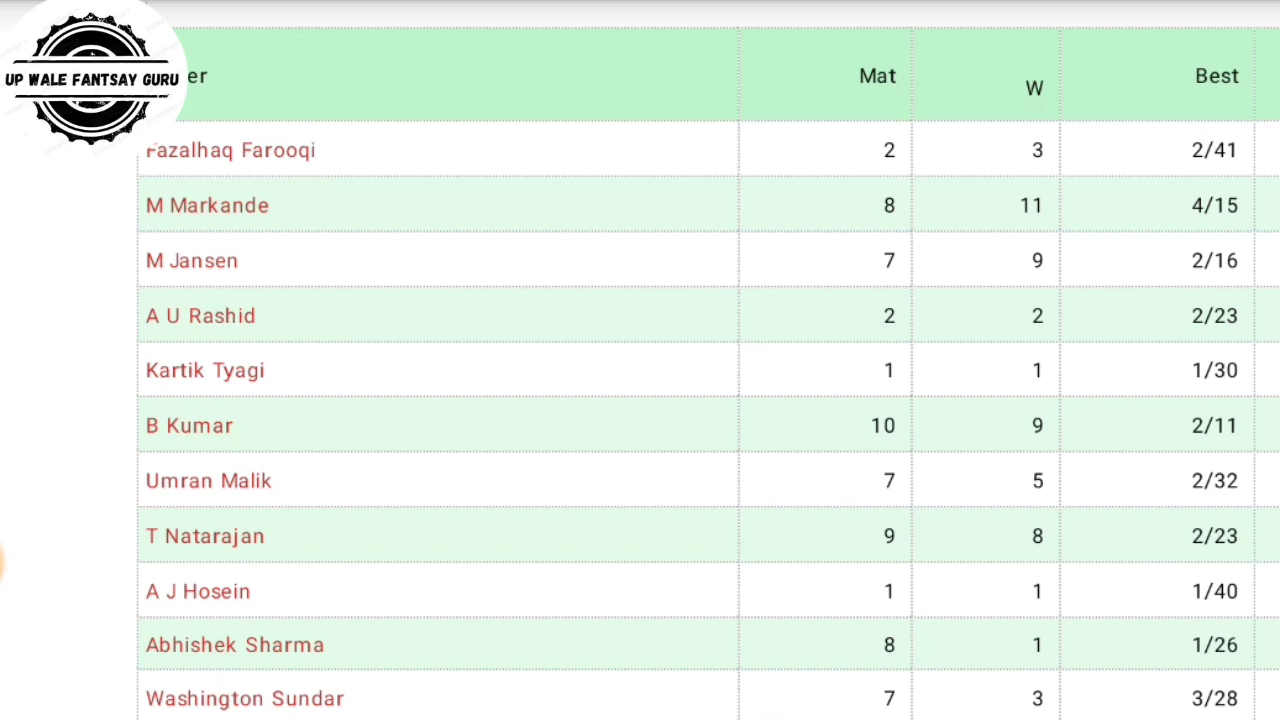 UP WALE FANTSAY GURU
er Mat W Best
Fazalhaq Farooqi 2 3 2/41
M Markande 8 11 4/15
M Jansen 7 9 2/16
A U Rashid 2 2 2/23
Kartik Tyagi 1 1 1/30
B Kumar 10 9 2/11
Umran Malik 7 5 2/32
T Natarajan 9 8 2/23
A J Hosein 1 1 1/40
Abhishek Sharma 8 1 1/26
Washington Sundar 7 3 3/28